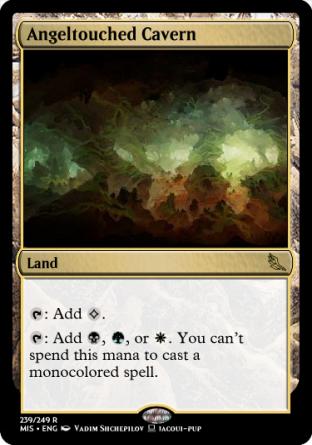 Angeltouched Cavern
Land
: Add .
: Add , , or . You can't
spend this mana to cast a
monocolored spell.
239/249 R
MIS • ENG VADIM SHCHEPILOV IACOUI-PUP